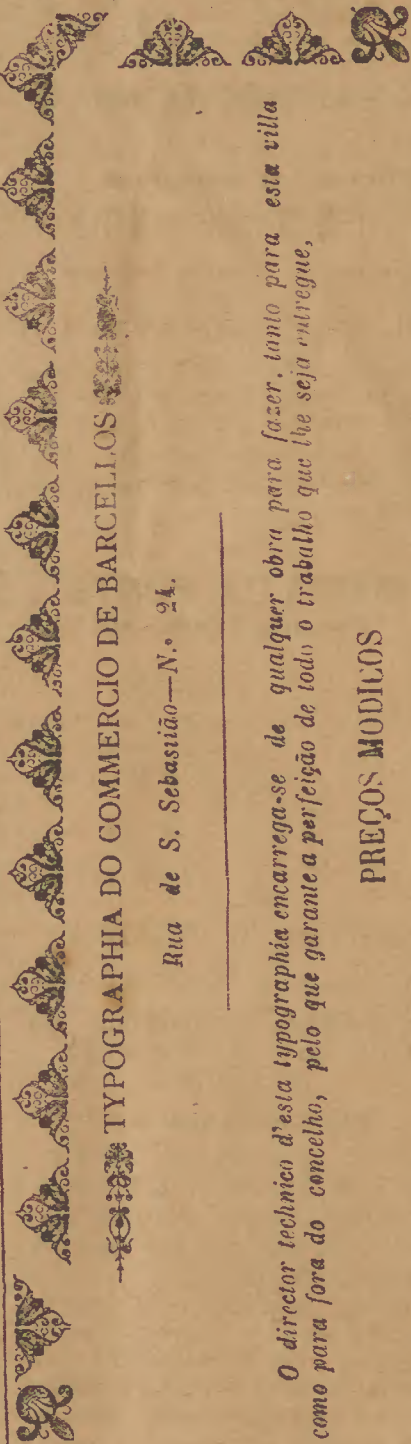 TYPOGRAPHIA DO COMMERCIO DE BARCELLOS
Rua de S. Sebastião—N.º 24.
O director technico d'esta typographia encarrega-se de qualquer obra para fazer, tanto para esta villa
como para fora do concelho, pelo que garante a perfeição de todo o trabalho que lhe seja entregue,
PREÇOS MODICOS